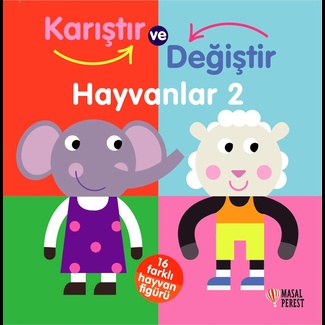 Karıştır ve
Değiştir
Hayvanlar 2
16
farklı
hayvan
figürü
MASAL
PEREST